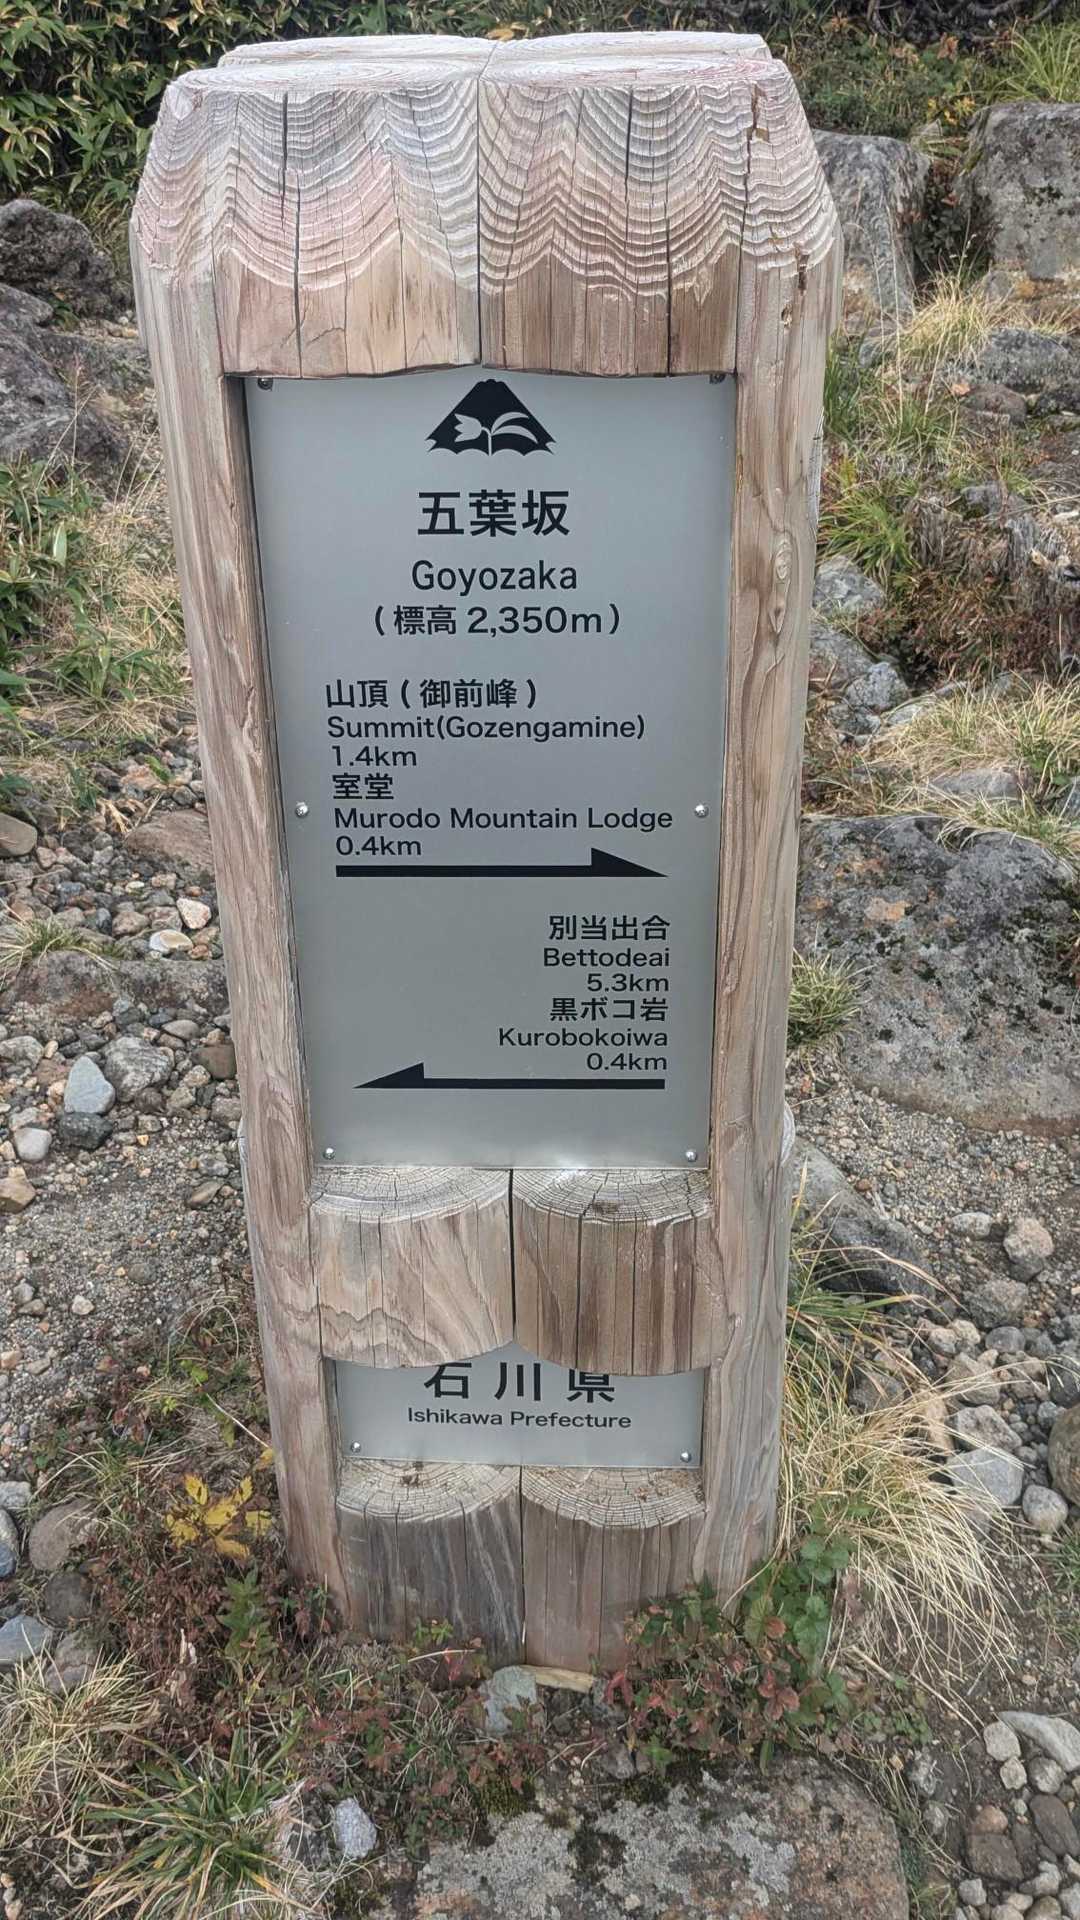 五葉坂
Goyozaka
(標高 2,350m)
山頂 (御前峰)
Summit(Gozengamine)
1.4km
室堂
Murodo Mountain Lodge
0.4km
別当出合
Bettodeai
5.3km
黒ボコ岩
Kurobokoiwa
0.4km
石川県
Ishikawa Prefecture